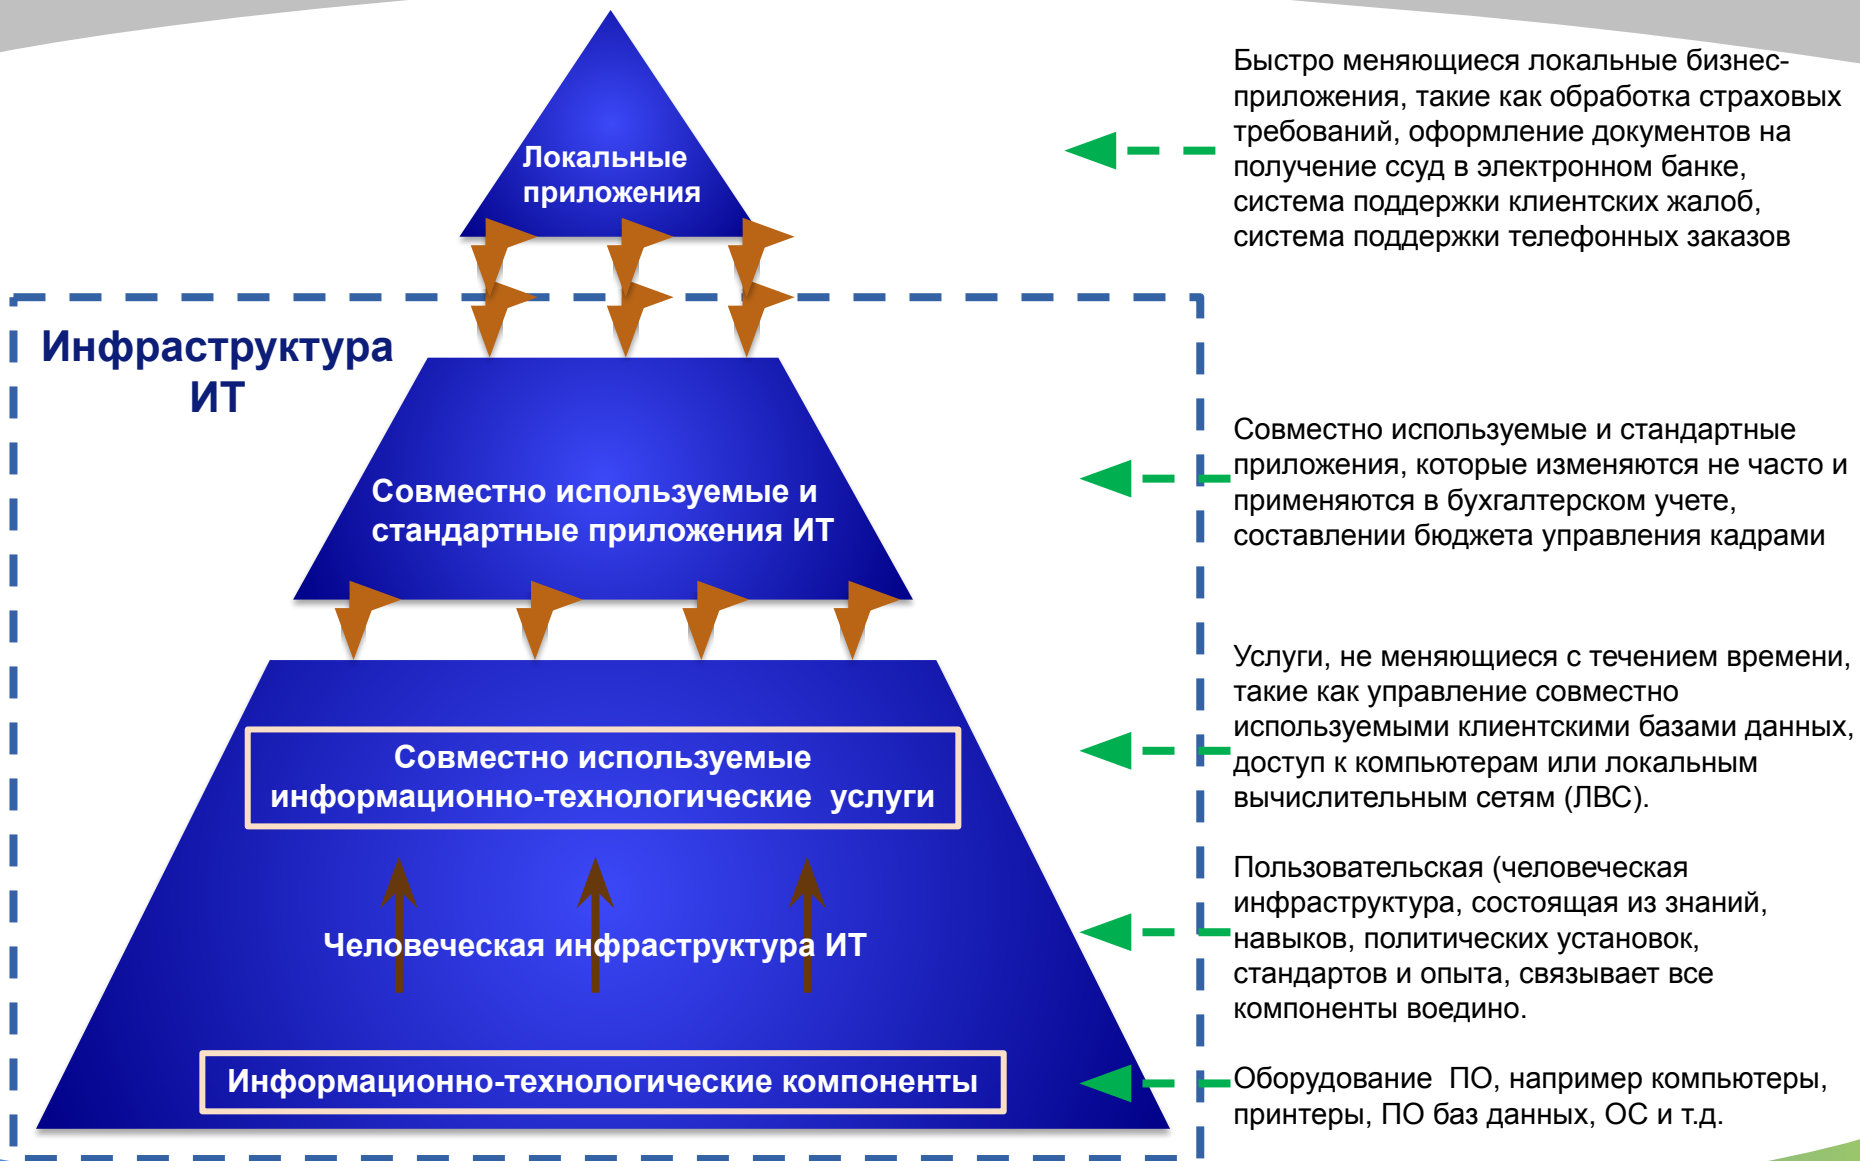 Локальные
приложения
Быстро меняющиеся локальные бизнес-
приложения, такие как обработка страховых
требований, оформление документов на
получение ссуд в электронном банке,
система поддержки клиентских жалоб,
система поддержки телефонных заказов
Инфраструктура
ИТ
Совместно используемые и
стандартные приложения ИТ
Совместно используемые и стандартные
приложения, которые изменяются не часто и
применяются в бухгалтерском учете,
составлении бюджета управления кадрами
Совместно используемые
информационно-технологические услуги
Услуги, не меняющиеся с течением времени,
такие как управление совместно
используемыми клиентскими базами данных,
доступ к компьютерам или локальным
вычислительным сетям (ЛВС).
Человеческая инфраструктура ИТ
Пользовательская (человеческая
инфраструктура, состоящая из знаний,
навыков, политических установок,
стандартов и опыта, связывает все
компоненты воедино.
Информационно-технологические компоненты
Оборудование ПО, например компьютеры,
принтеры, ПО баз данных, ОС и т.д.